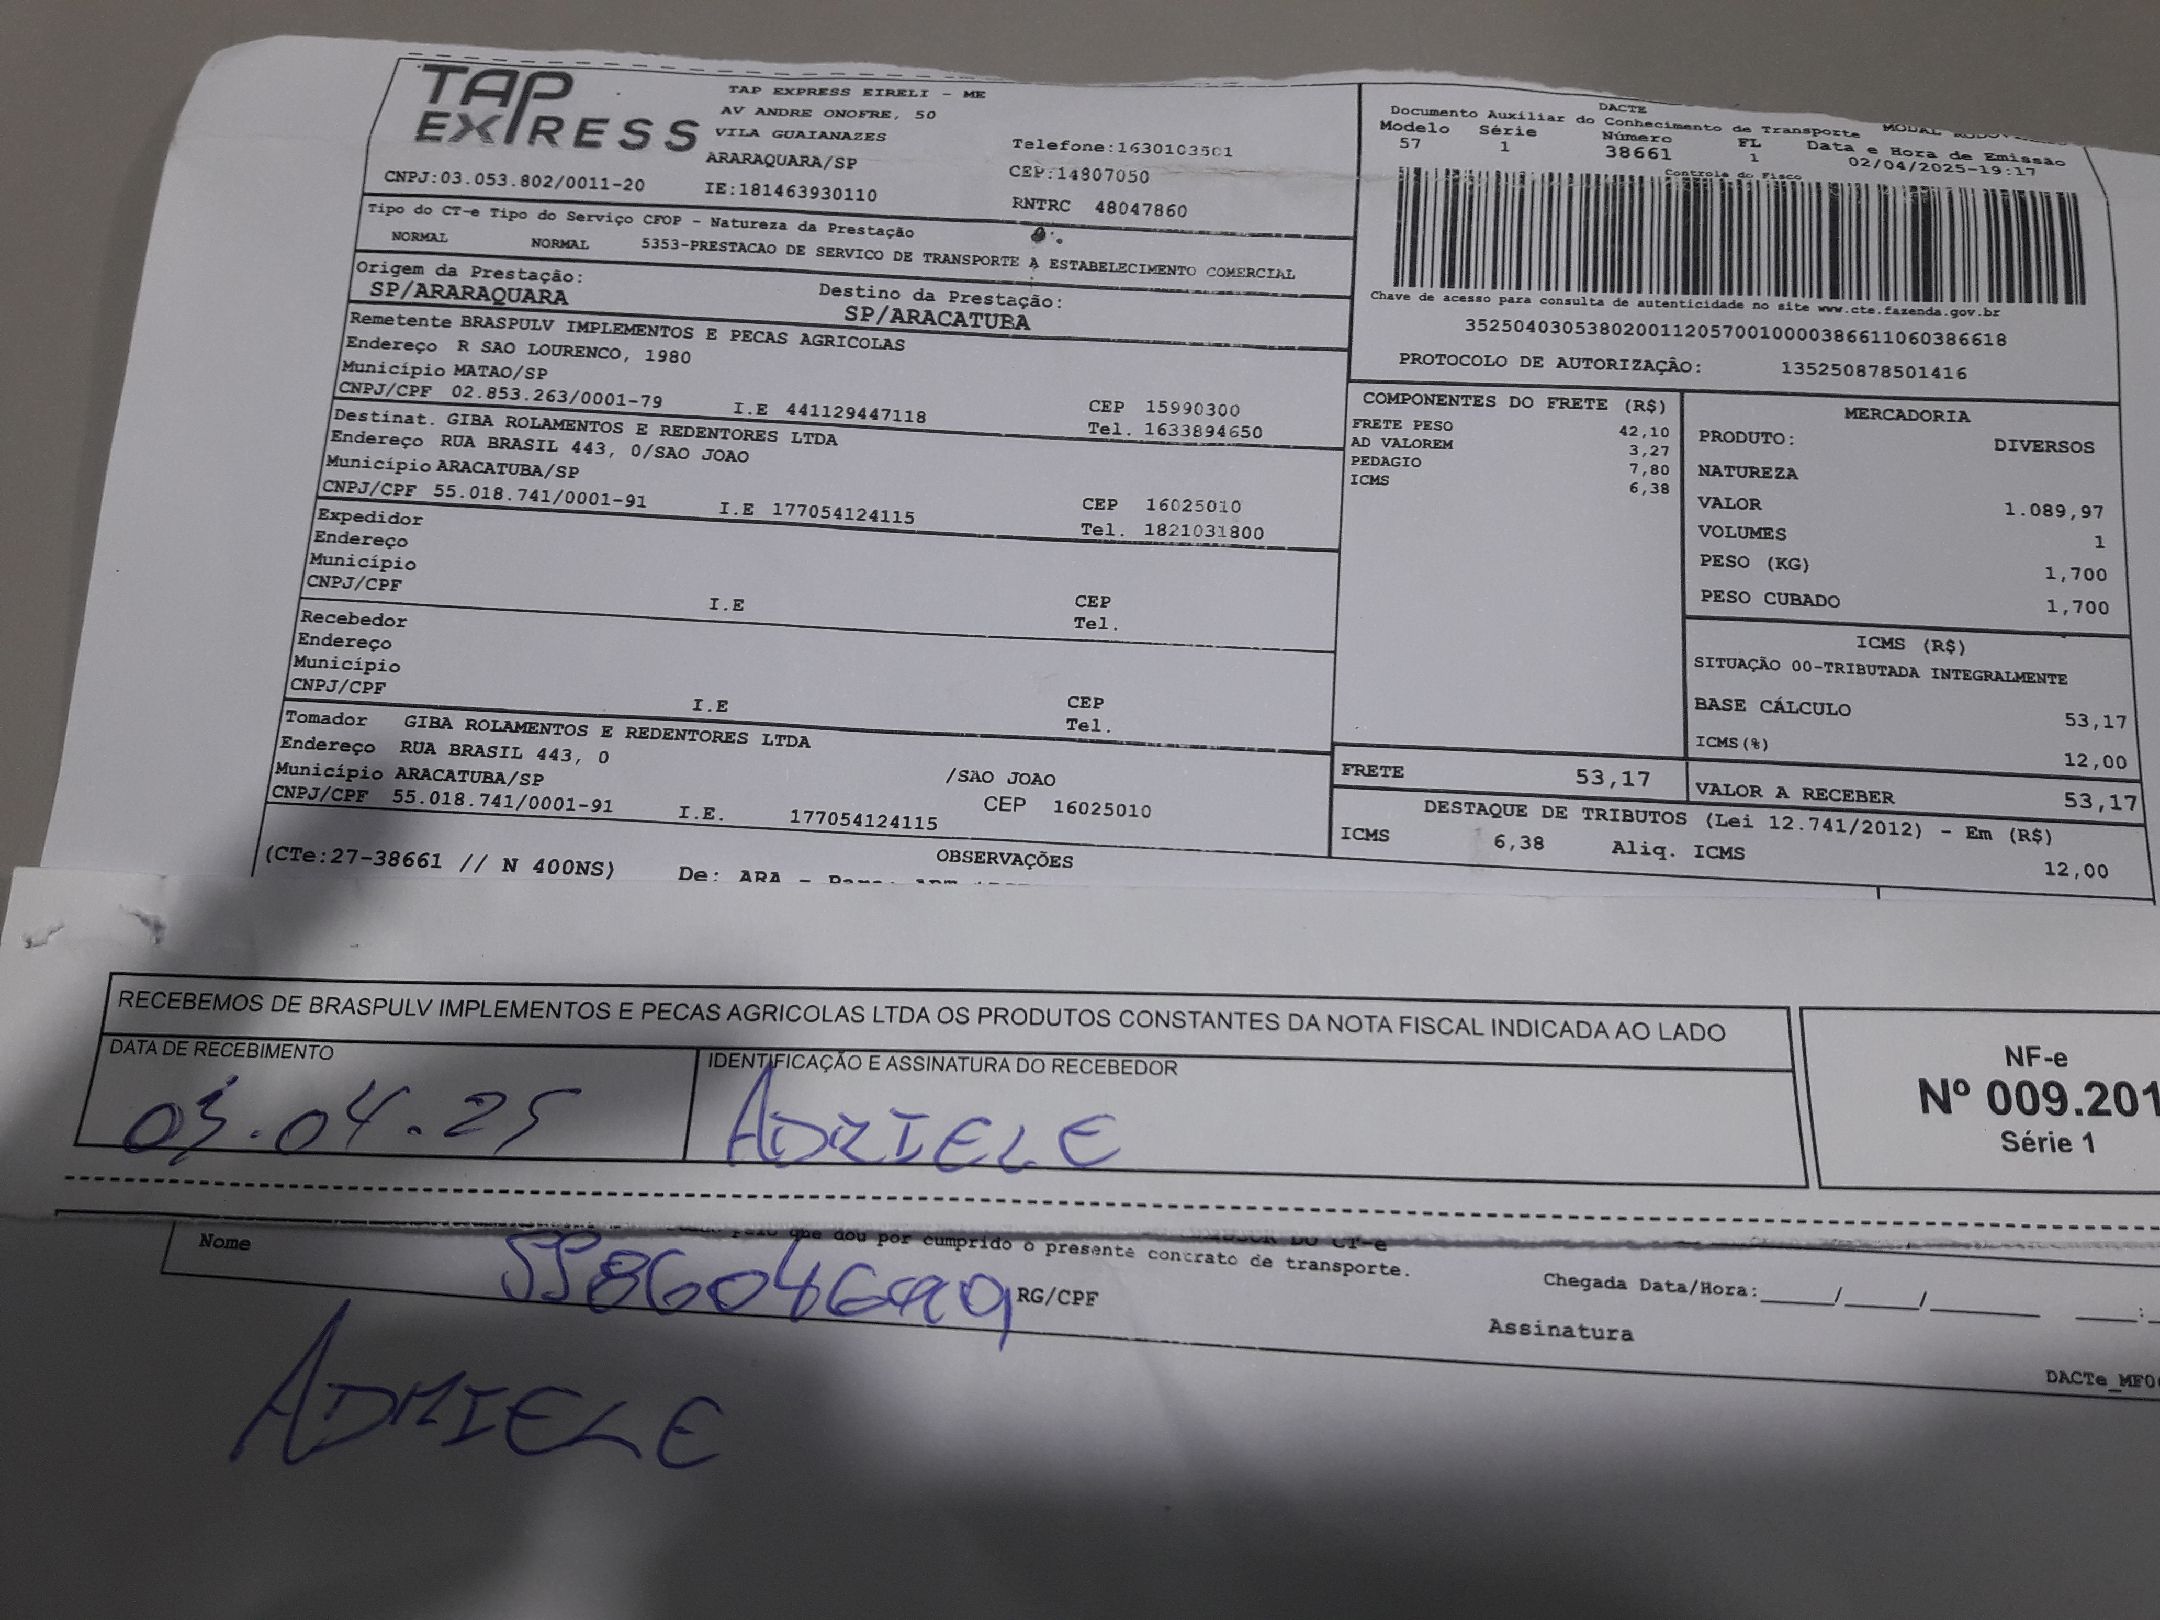 TAP EXPRESS
TAP EXPRESS EIRELI - ME
AV ANDRE ONOFRE, 50
VILA GUAIANAZES
ARARAQUARA/SP
Telefone:1630103501
CEP:14807050
CNPJ:03.053.802/0011-20 IE:181463930110 RNTRC 48047860
DACTE
Documento Auxiliar do Conhecimento de Transporte MODAL
Modelo Série Número FL Data e Hora de Emissão
57 1 38661 1 02/04/2025-19:17
Controle do Fisco
Chave de acesso para consulta de autenticidade no site www.cte.fazenda.gov.br
35250403053802001120570010000386611060386618
PROTOCOLO DE AUTORIZAÇÃO: 135250878501416
Tipo do CT-e Tipo do Serviço CFOP - Natureza da Prestação
NORMAL NORMAL 5353-PRESTACAO DE SERVICO DE TRANSPORTE A ESTABELECIMENTO COMERCIAL
Origem da Prestação: Destino da Prestação:
SP/ARARAQUARA SP/ARACATUBA
Remetente BRASPULV IMPLEMENTOS E PECAS AGRICOLAS
Endereço R SAO LOURENCO, 1980
Município MATAO/SP CEP 15990300
CNPJ/CPF 02.853.263/0001-79 I.E 441129447118 Tel. 1633894650
Destinat. GIBA ROLAMENTOS E REDENTORES LTDA
Endereço RUA BRASIL 443, 0/SAO JOAO
Município ARACATUBA/SP CEP 16025010
CNPJ/CPF 55.018.741/0001-91 I.E 177054124115 Tel. 1821031800
Expedidor
Endereço
Município CEP
CNPJ/CPF I.E Tel.
Recebedor
Endereço
Município CEP
CNPJ/CPF I.E Tel.
Tomador GIBA ROLAMENTOS E REDENTORES LTDA
Endereço RUA BRASIL 443, 0 /SAO JOAO
Município ARACATUBA/SP CEP 16025010
CNPJ/CPF 55.018.741/0001-91 I.E. 177054124115
COMPONENTES DO FRETE (R$)
FRETE PESO 42,10
AD VALOREM 3,27
PEDAGIO 7,80
ICMS 6,38
MERCADORIA
PRODUTO: DIVERSOS
NATUREZA
VALOR 1.089,97
VOLUMES 1
PESO (KG) 1,700
PESO CUBADO 1,700
ICMS (R$)
SITUAÇÃO 00-TRIBUTADA INTEGRALMENTE
BASE CÁLCULO 53,17
ICMS(%) 12,00
FRETE 53,17 VALOR A RECEBER 53,17
DESTAQUE DE TRIBUTOS (Lei 12.741/2012) - Em (R$)
ICMS 6,38 Aliq. ICMS 12,00
OBSERVAÇÕES
(CTe:27-38661 // N 400NS) De: ARA - Para:
RECEBEMOS DE BRASPULV IMPLEMENTOS E PECAS AGRICOLAS LTDA OS PRODUTOS CONSTANTES DA NOTA FISCAL INDICADA AO LADO
DATA DE RECEBIMENTO IDENTIFICAÇÃO E ASSINATURA DO RECEBEDOR
03.04.25 ADRIELE
NF-e
Nº 009.201
Série 1
que dou por cumprido o presente contrato de transporte.
Nome RG/CPF Chegada Data/Hora:___/___/____ ___:
Assinatura
ADRIELE